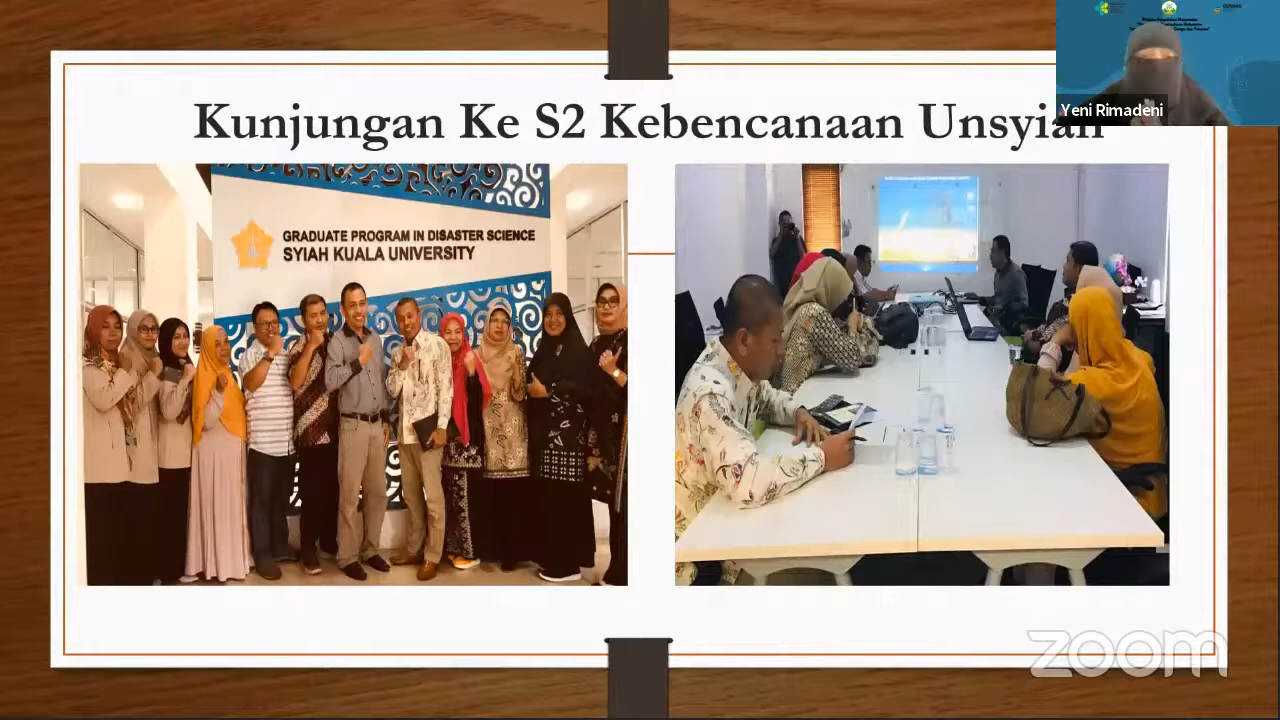 Kunjungan Ke S2 Kebencanaan Unsyiah
Yeni Rimadeni
GRADUATE PROGRAM IN DISASTER SCIENCE
SYIAH KUALA UNIVERSITY
zoom